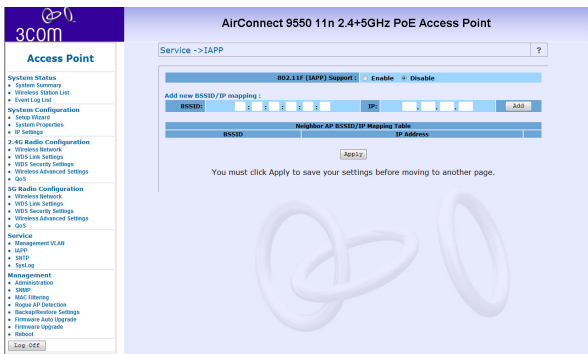 3COM
AirConnect 9550 11n 2.4+5GHz PoE Access Point
Access Point
System Status
System Summary
Wireless Station List
Event Log List
System Configuration
Setup Wizard
System Properties
IP Settings
2.4G Radio Configuration
Wireless Network
WDS Link Settings
WDS Security Settings
Wireless Advanced Settings
QoS
5G Radio Configuration
Wireless Network
WDS Link Settings
WDS Security Settings
Wireless Advanced Settings
QoS
Service
Management VLAN
IAPP
SNTP
SysLog
Management
Administration
SNMP
MAC Filtering
Rogue AP Detection
Backup/Restore Settings
Firmware Auto Upgrade
Firmware Upgrade
Reboot
Log Off
Service ->IAPP ?
802.11F (IAPP) Support : Enable Disable
Add new BSSID/IP mapping :
BSSID: : : : : : IP: . . . Add
Neighbor AP BSSID/IP Mapping Table
BSSID IP Address
Apply
You must click Apply to save your settings before moving to another page.